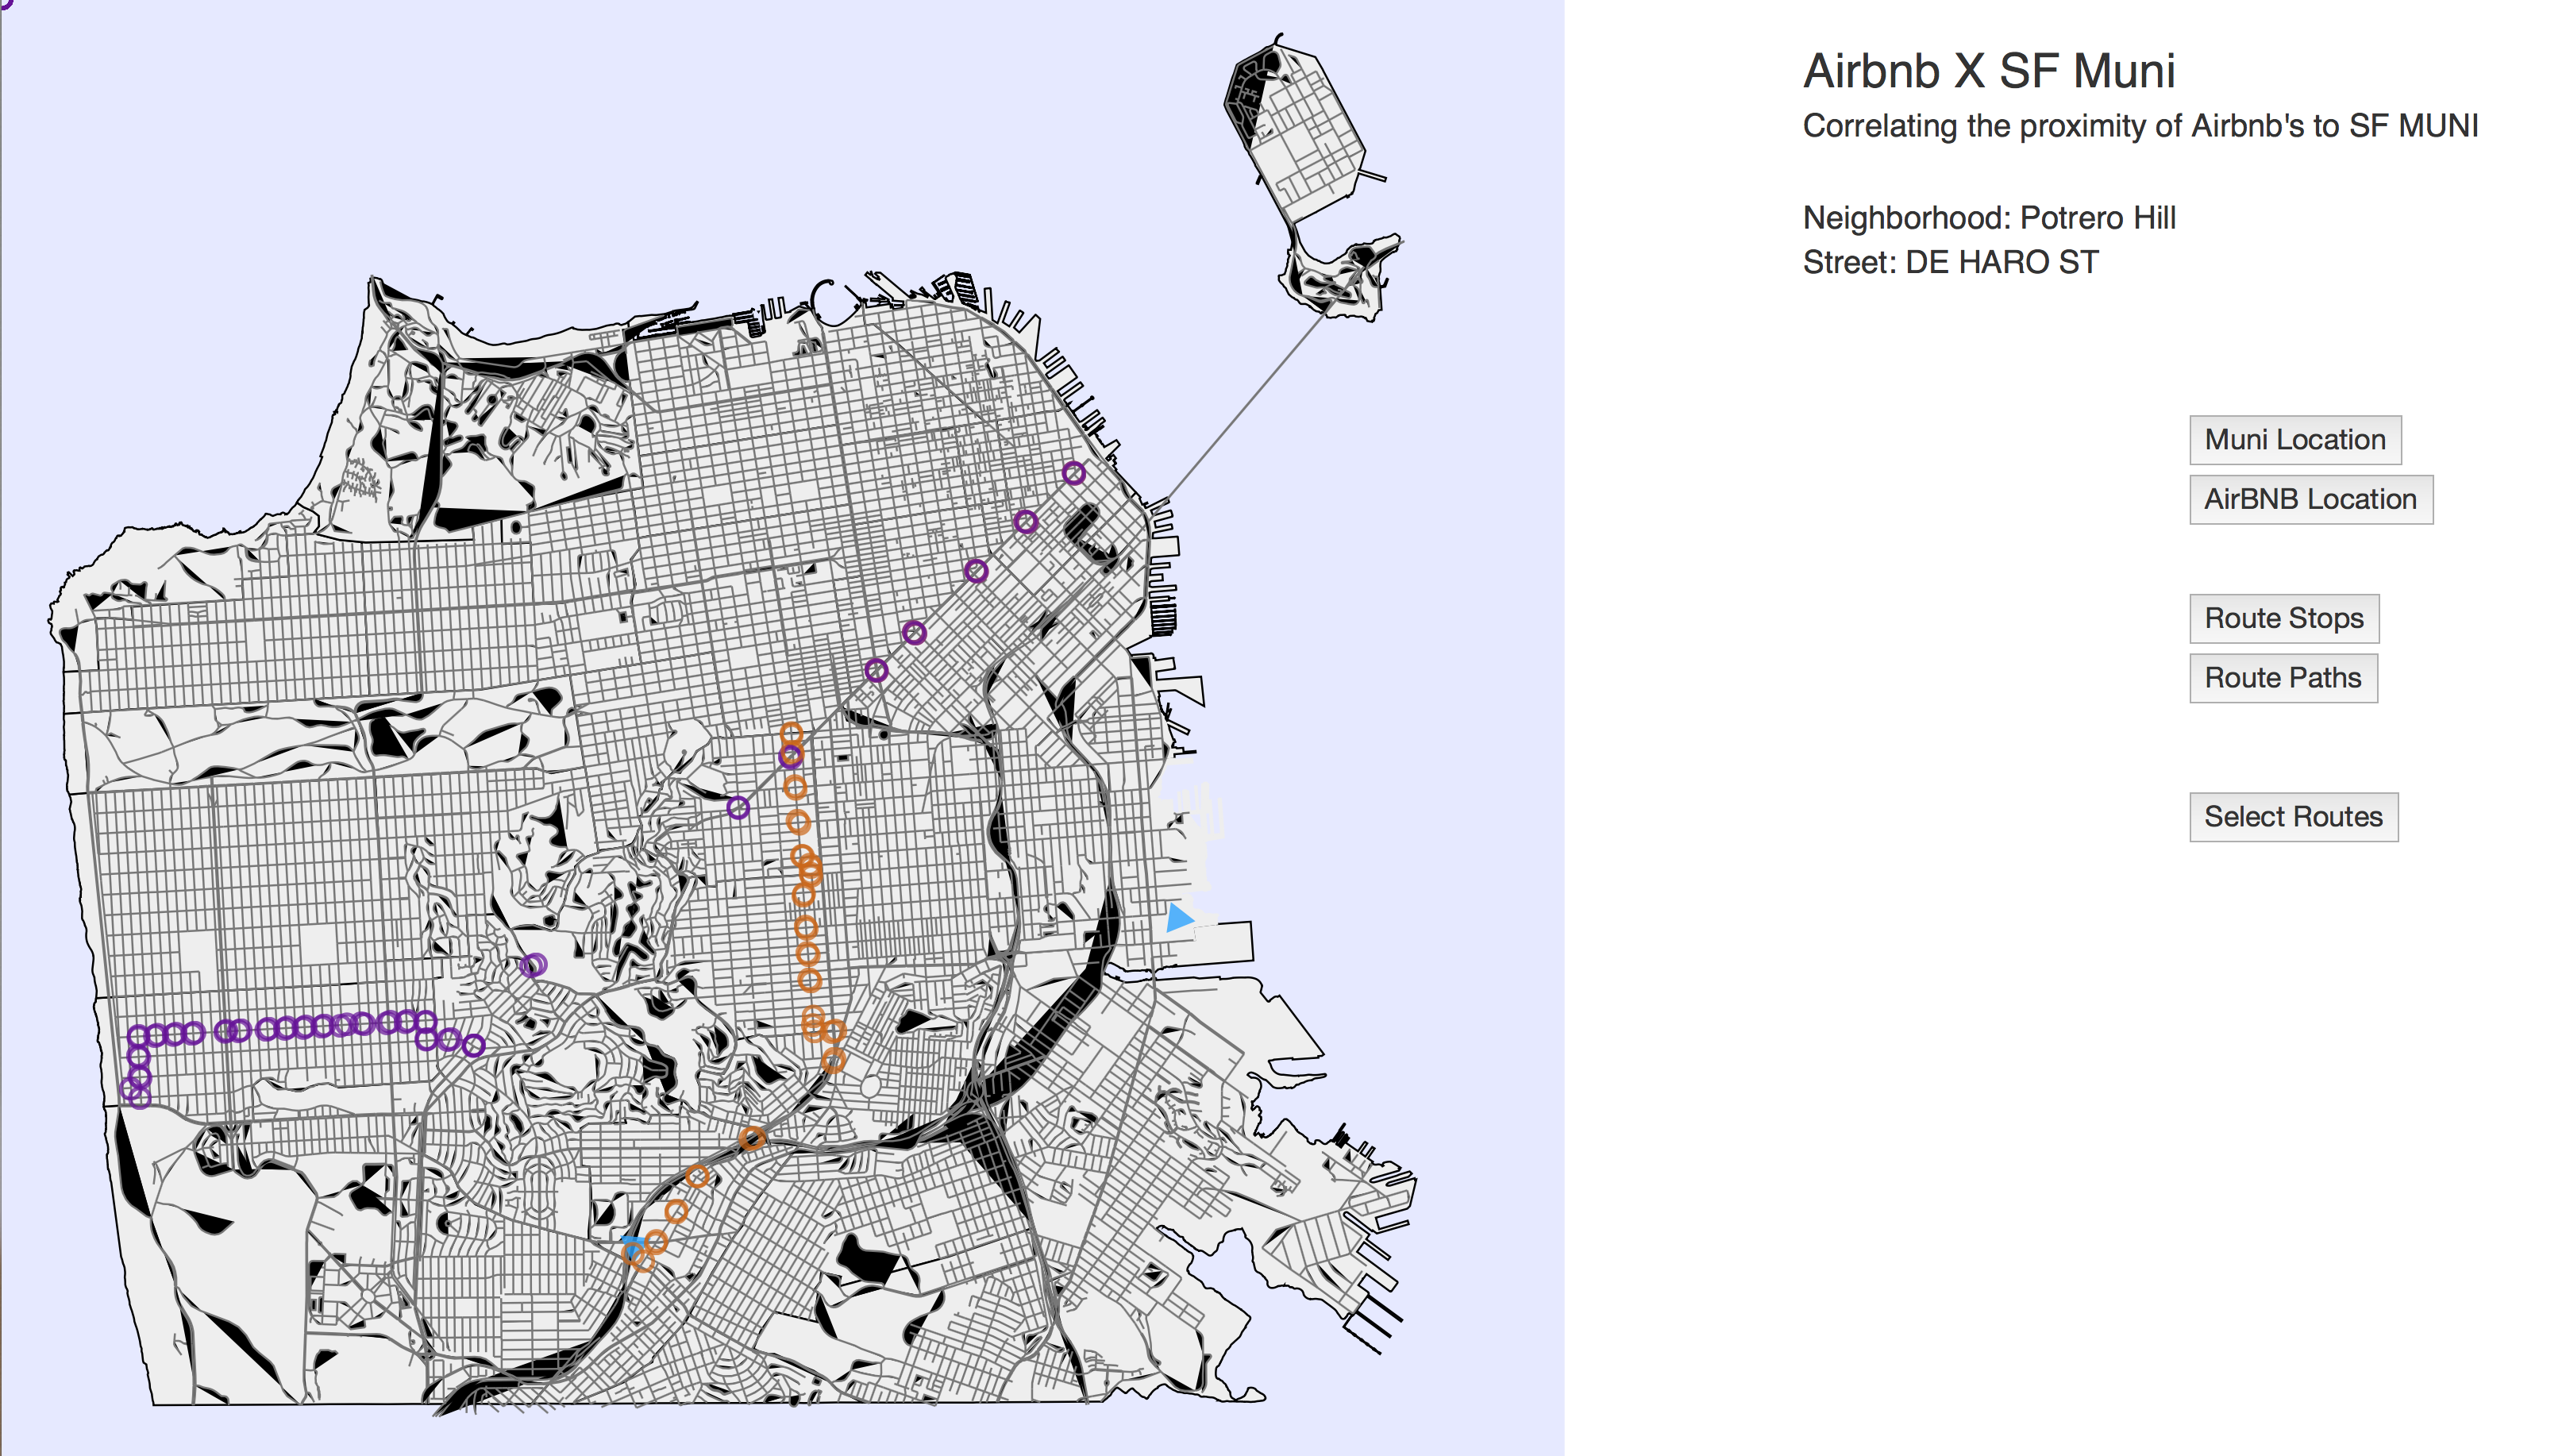 Airbnb X SF Muni
Correlating the proximity of Airbnb's to SF MUNI
Neighborhood: Potrero Hill
Street: DE HARO ST
Muni Location
AirBNB Location
Route Stops
Route Paths
Select Routes